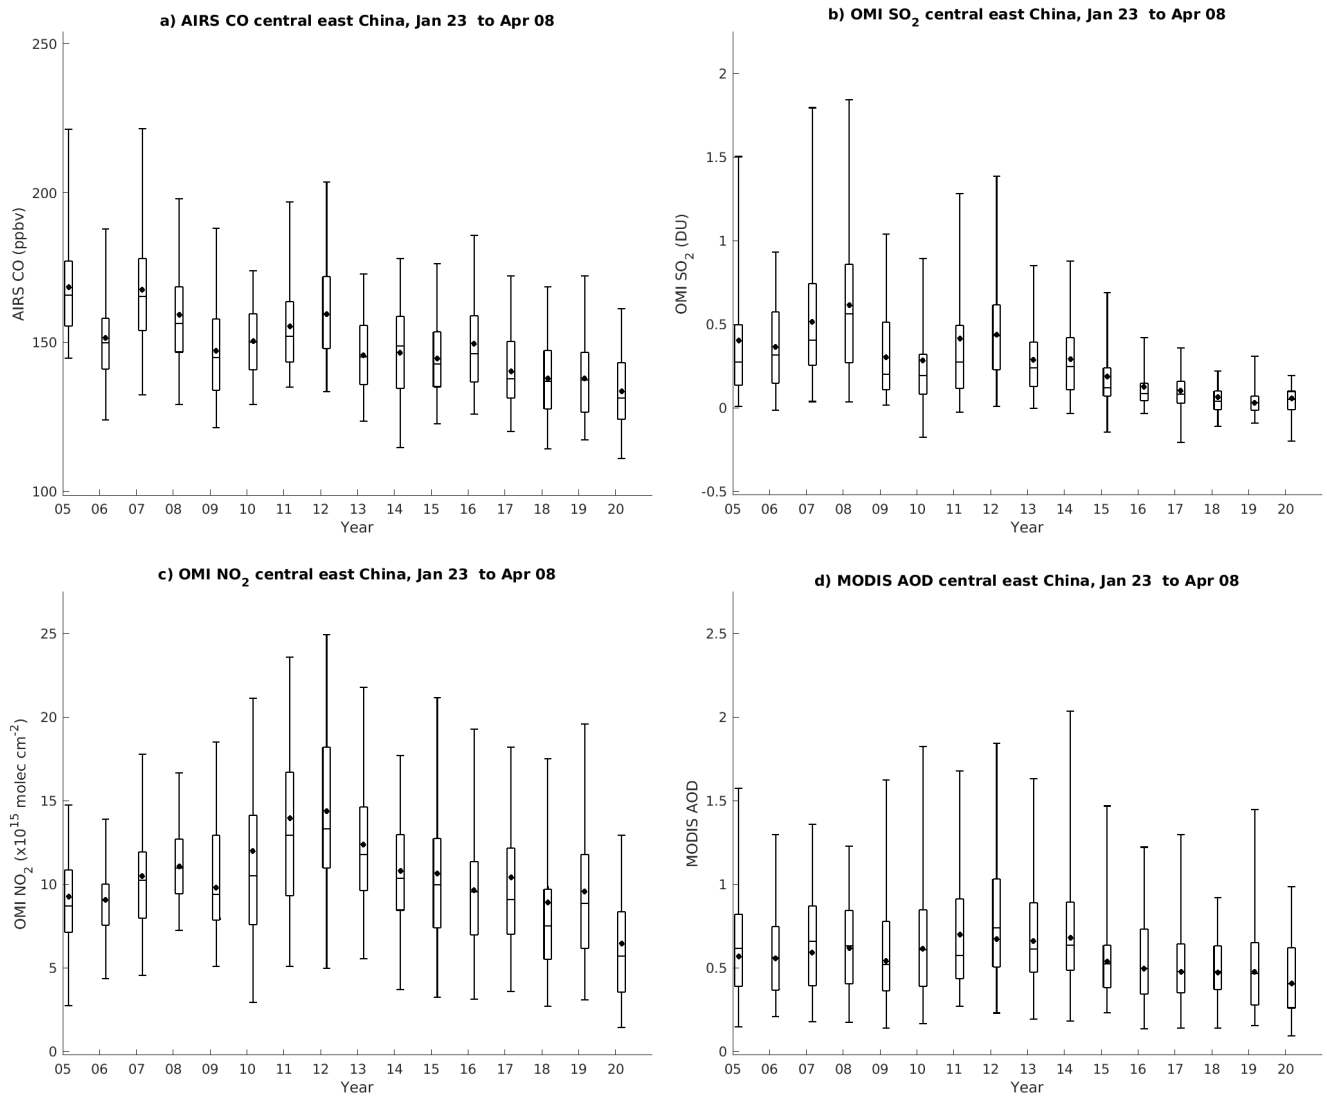 a) AIRS CO central east China, Jan 23 to Apr 08
250
200
150
100
AIRS CO (ppbv)
05 06 07 08 09 10 11 12 13 14 15 16 17 18 19 20
Year
b) OMI SO2 central east China, Jan 23 to Apr 08
2
1.5
1
0.5
0
-0.5
OMI SO2 (DU)
05 06 07 08 09 10 11 12 13 14 15 16 17 18 19 20
Year
c) OMI NO2 central east China, Jan 23 to Apr 08
25
20
15
10
5
0
OMI NO2 (x10^15 molec cm^-2)
05 06 07 08 09 10 11 12 13 14 15 16 17 18 19 20
Year
d) MODIS AOD central east China, Jan 23 to Apr 08
2.5
2
1.5
1
0.5
0
MODIS AOD
05 06 07 08 09 10 11 12 13 14 15 16 17 18 19 20
Year